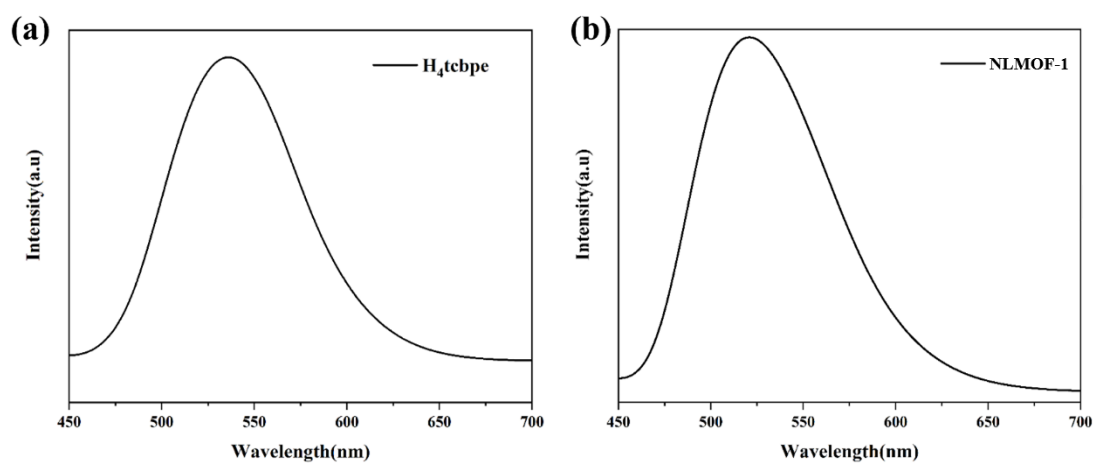 (a)
H₄tcbpe
Intensity(a.u)
450 500 550 600 650 700
Wavelength(nm)
(b)
NLMOF-1
Intensity(a.u)
450 500 550 600 650 700
Wavelength(nm)